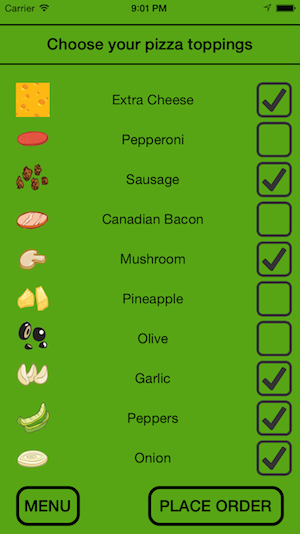 Carrier 9:01 PM
Choose your pizza toppings
Extra Cheese
Pepperoni
Sausage
Canadian Bacon
Mushroom
Pineapple
Olive
Garlic
Peppers
Onion
MENU PLACE ORDER